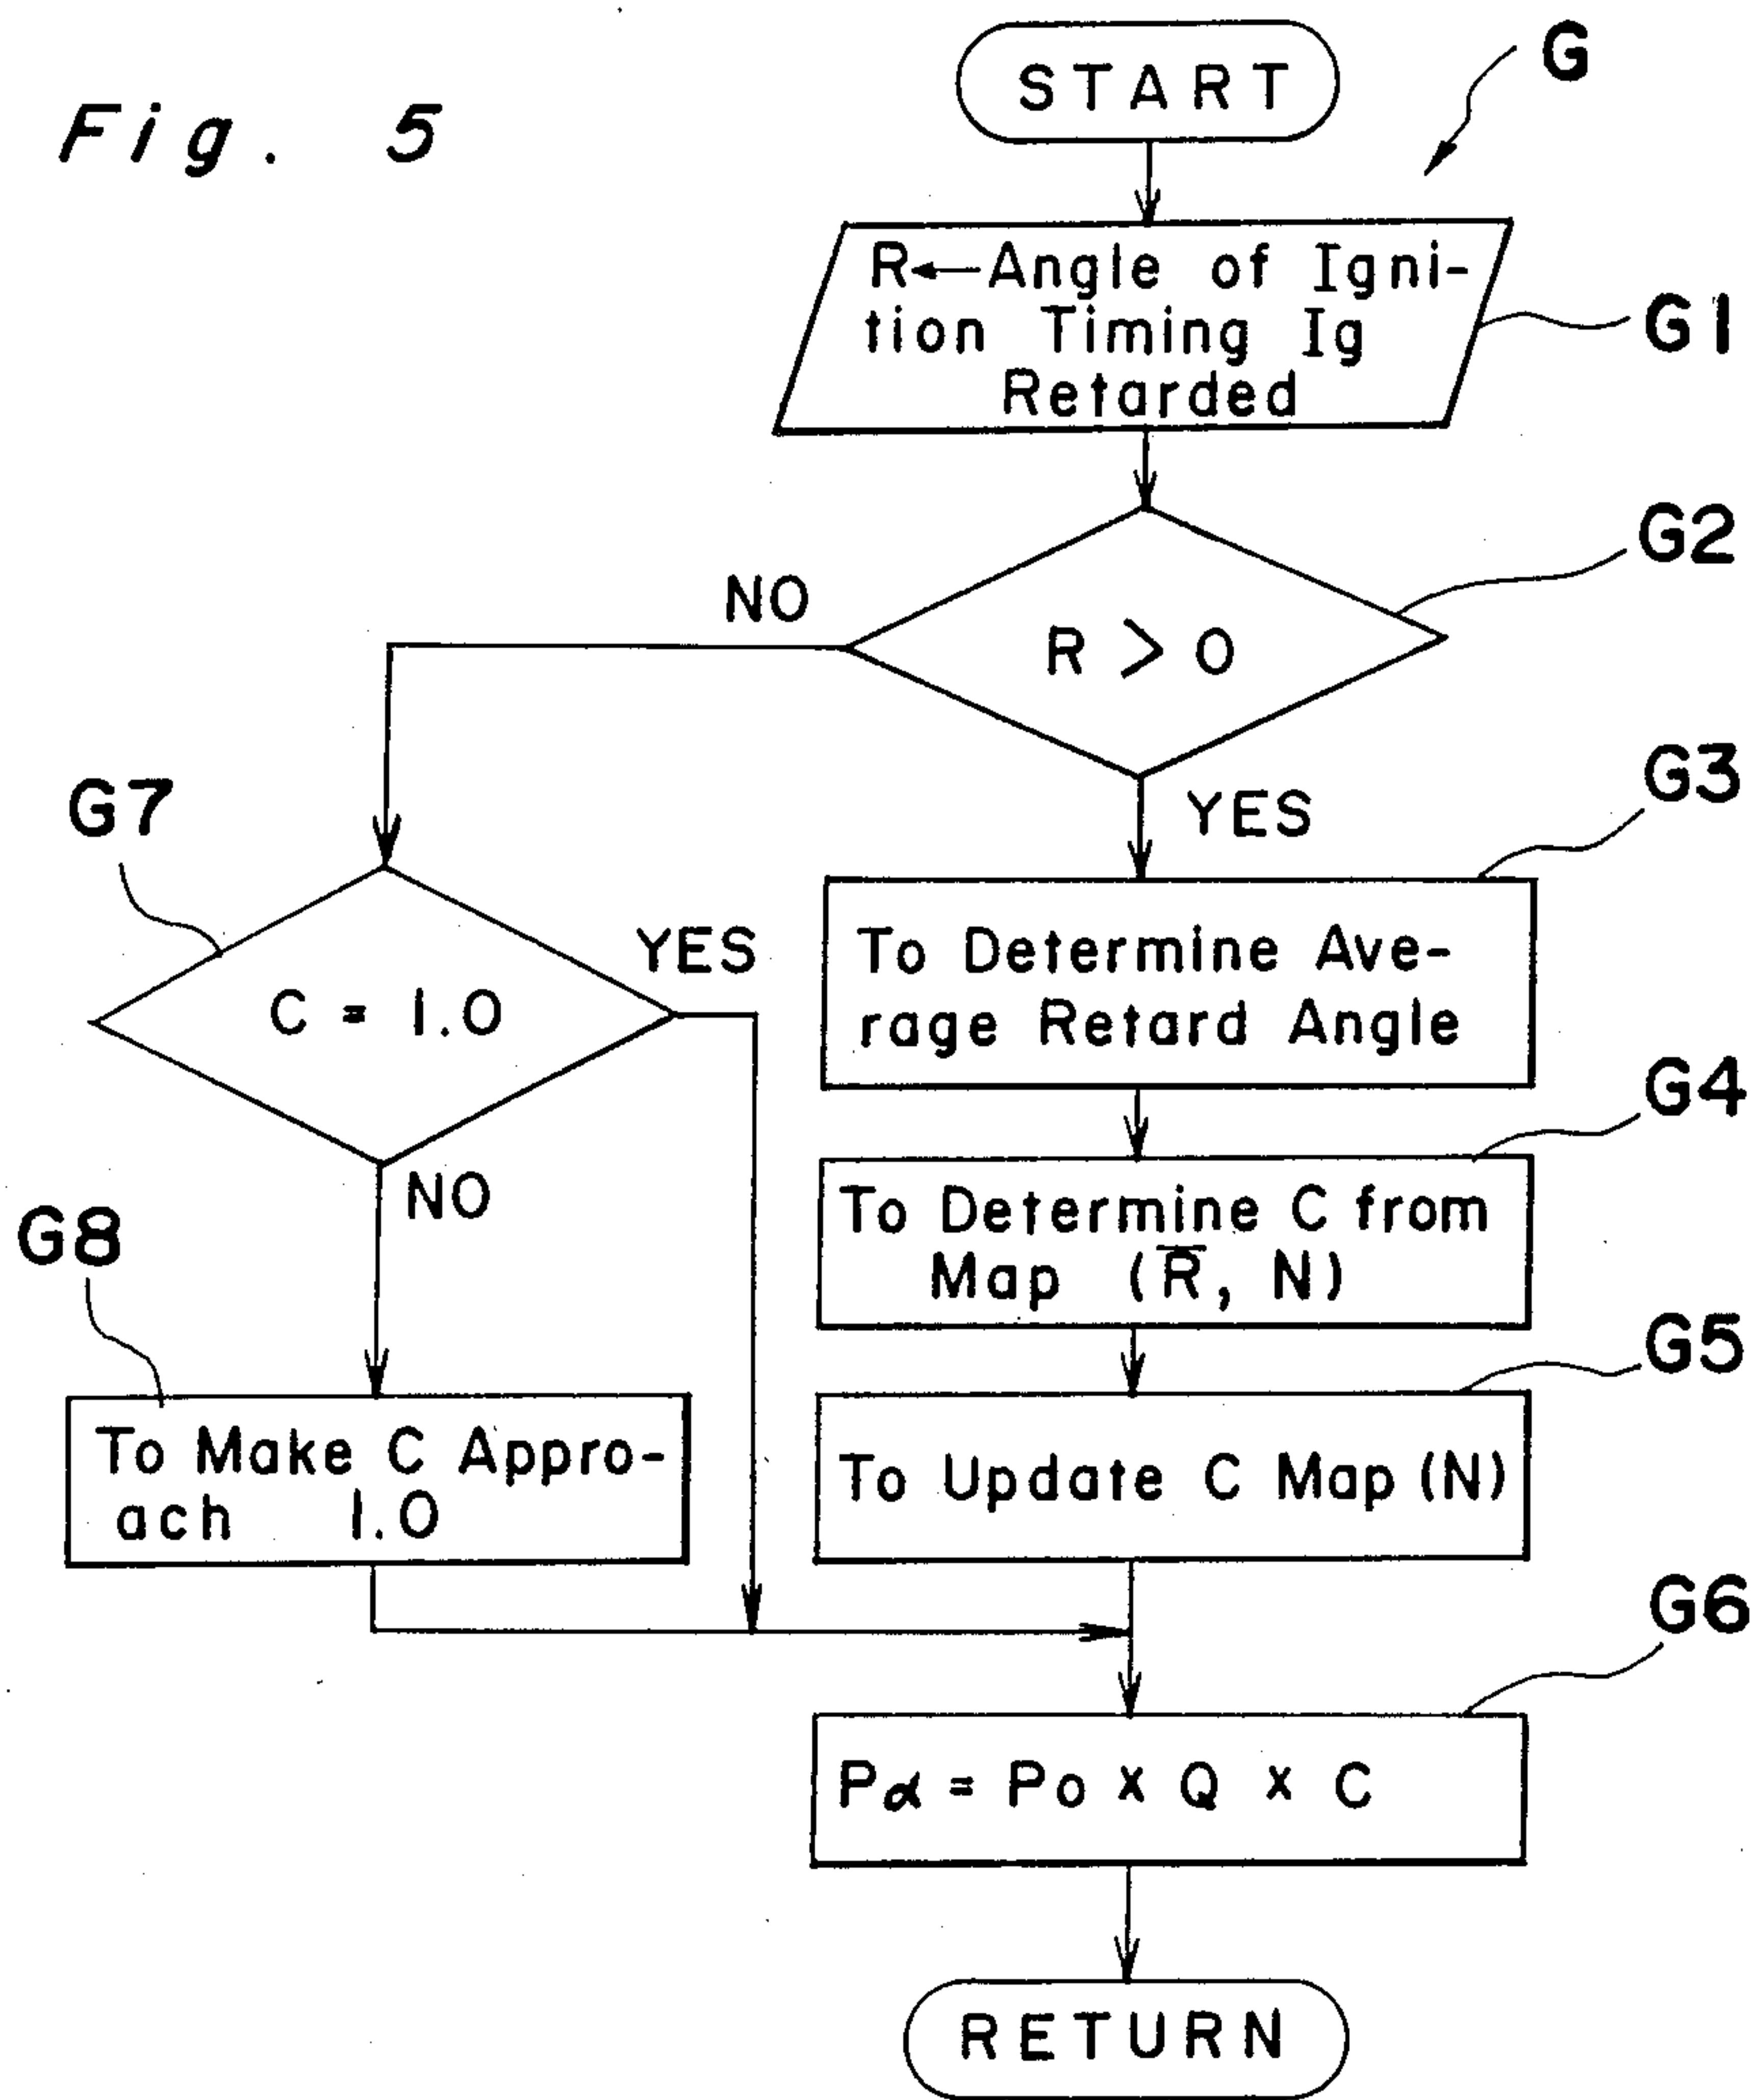 Fig. 5
START
G
R←Angle of Igni-
tion Timing Ig
Retarded
G1
G2
NO
R > 0
YES
G3
G7
YES
C = 1.0
NO
To Determine Ave-
rage Retard Angle
G4
To Determine C from
Map (R̅, N)
G8
G5
To Make C Appro-
ach 1.0
To Update C Map (N)
G6
Pα = Po x Q x C
RETURN